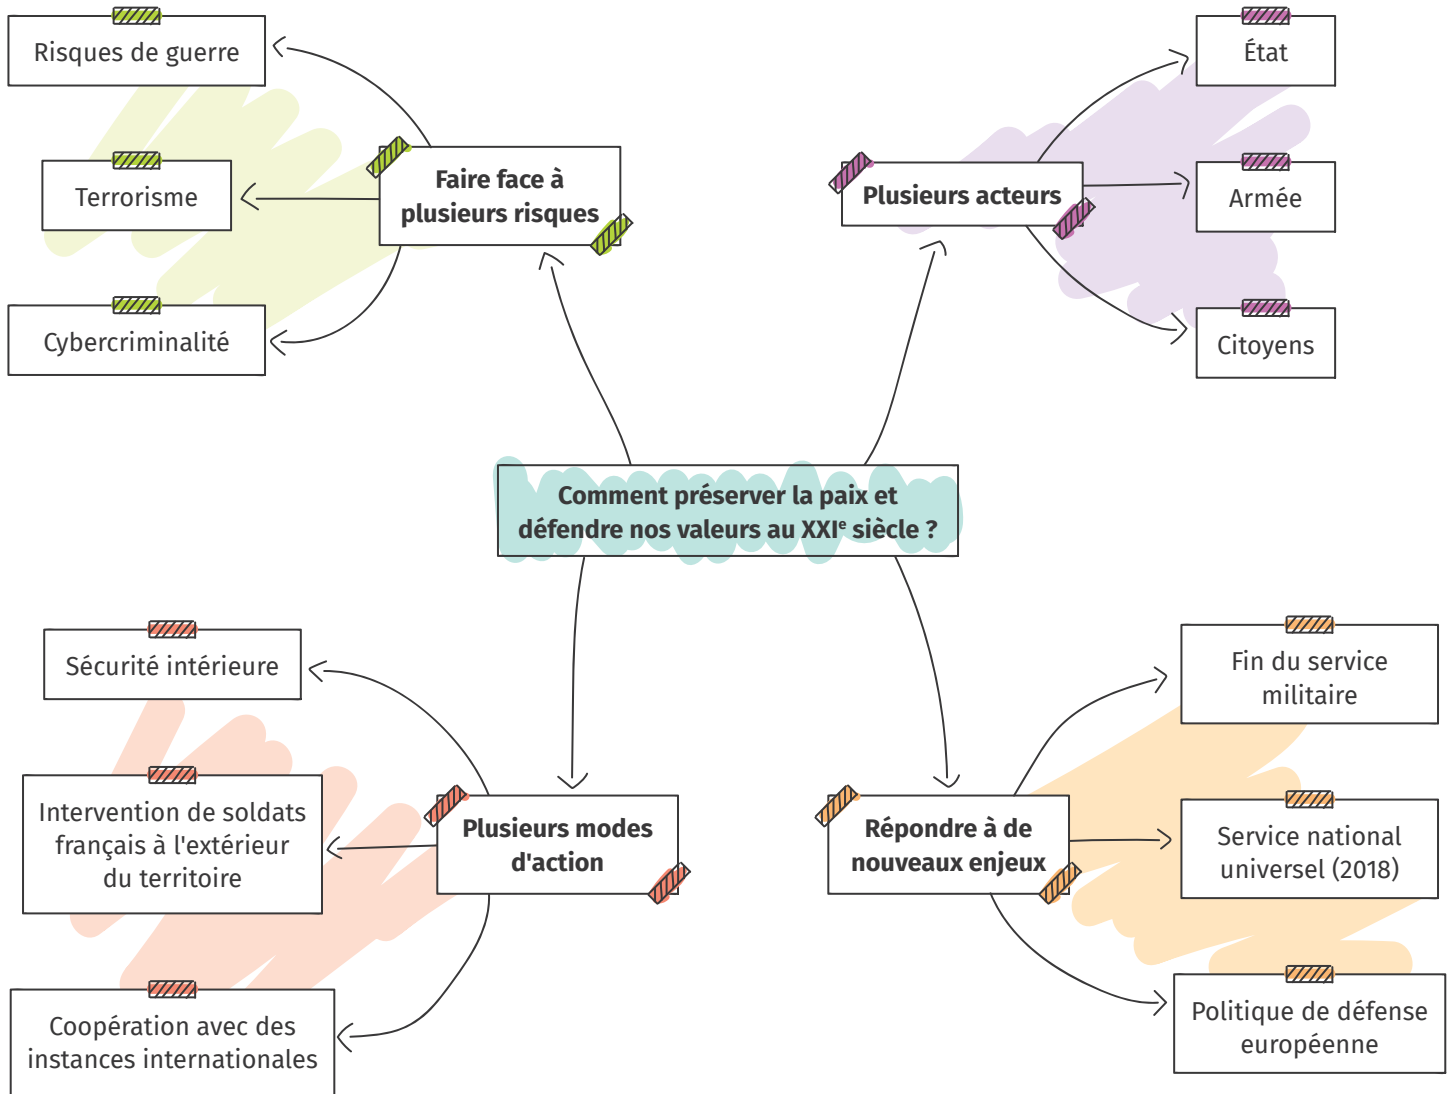 Risques de guerre
Terrorisme
Cybercriminalité
Faire face à
plusieurs risques
Plusieurs acteurs
État
Armée
Citoyens
Comment préserver la paix et
défendre nos valeurs au XXIe siècle ?
Sécurité intérieure
Intervention de soldats
français à l'extérieur
du territoire
Coopération avec des
instances internationales
Plusieurs modes
d'action
Répondre à de
nouveaux enjeux
Fin du service
militaire
Service national
universel (2018)
Politique de défense
européenne